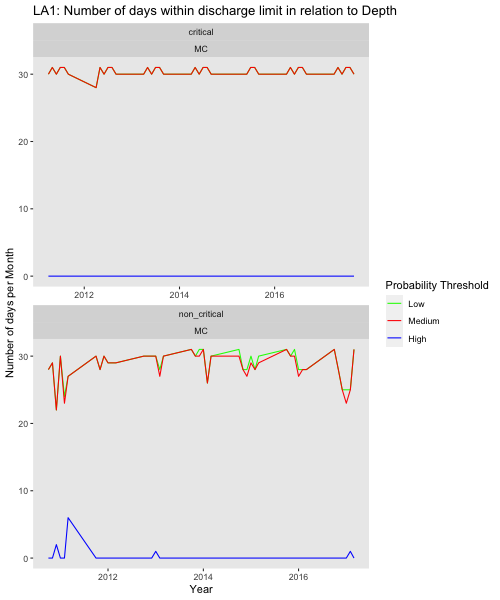 LA1: Number of days within discharge limit in relation to Depth
critical
MC
30
20
10
0
2012 2014 2016
non_critical
MC
30
20
10
0
2012 2014 2016
Year
Number of days per Month
Probability Threshold
Low
Medium
High